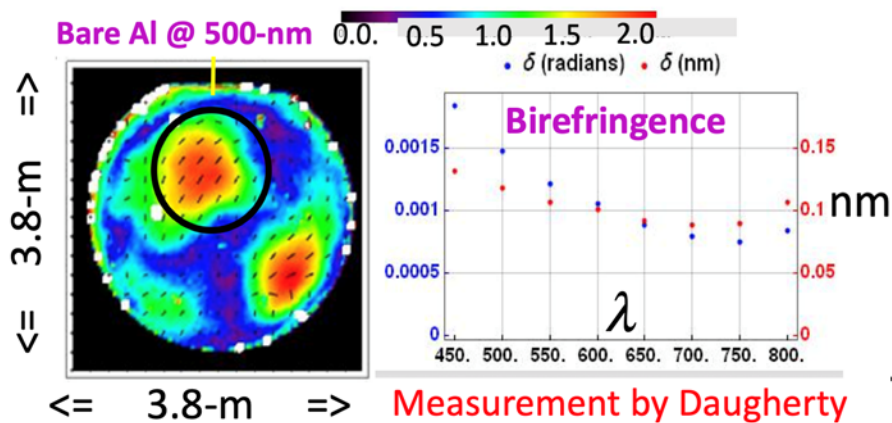 Bare Al @ 500-nm
0.0. 0.5 1.0 1.5 2.0
δ (radians) δ (nm)
Birefringence
0.0015
0.001
0.0005
0
0.15
0.1
0.05
0
nm
λ
450. 500. 550. 600. 650. 700. 750. 800.
<= 3.8-m =>
<= 3.8-m =>
Measurement by Daugherty